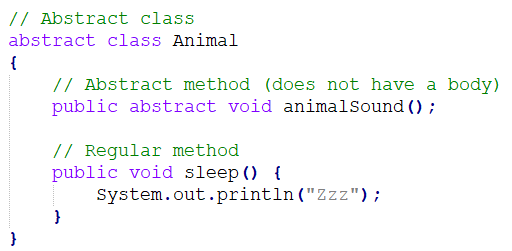 // Abstract class
abstract class Animal
{
    // Abstract method (does not have a body)
    public abstract void animalSound();

    // Regular method
    public void sleep() {
        System.out.println("Zzz");
    }
}